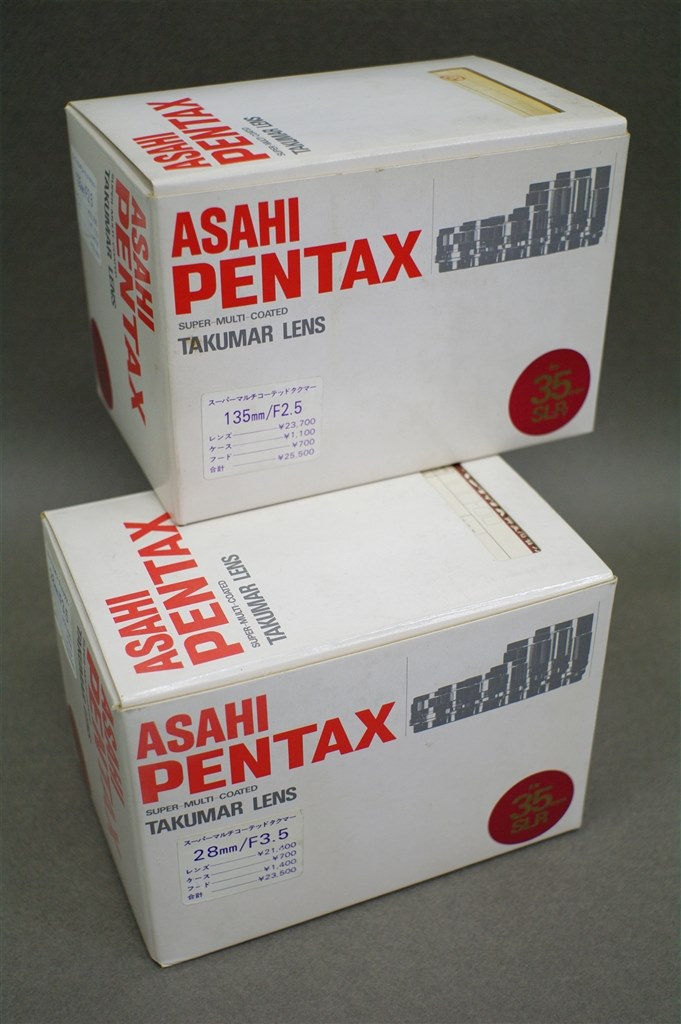 ASAHI
PENTAX
SUPER-MULTI-COATED
TAKUMAR LENS
ASAHI
PENTAX
TAKUMAR LENS
ASAHI
PENTAX
SUPER-MULTI-COATED
TAKUMAR LENS
35
SLR
スーパーマルチコーテッドタクマー
135mm/F2.5
レンズ ¥23,700
ケース ¥1,100
フード ¥700
合計 ¥25,500
ASAHI
PENTAX
SUPER-MULTI-COATED
TAKUMAR LENS
ASAHI
PENTAX
ASAHI
PENTAX
SUPER-MULTI-COATED
TAKUMAR LENS
35
SLR
スーパーマルチコーテッドタクマー
28mm/F3.5
レンズ ¥21,400
ケース ¥700
フード ¥1,400
合計 ¥23,500